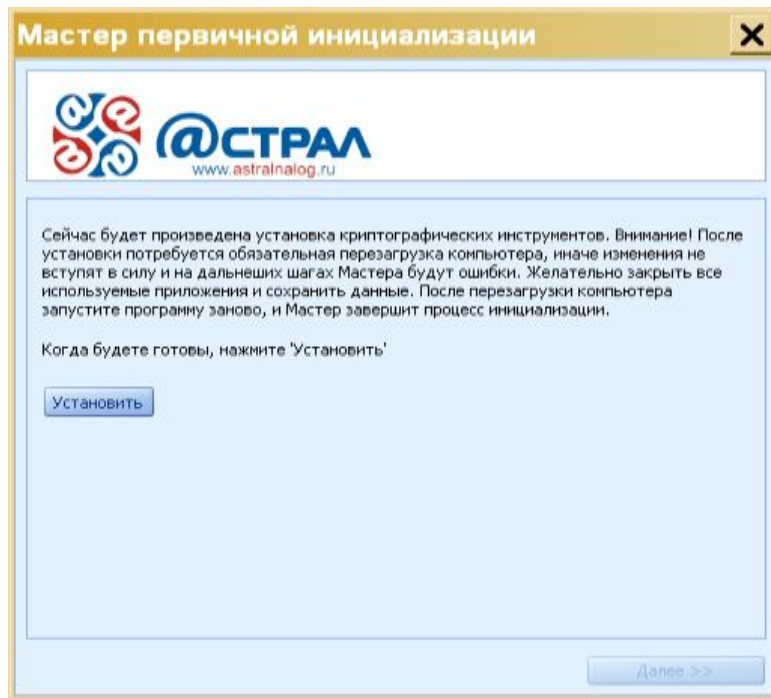 Мастер первичной инициализации
@СТРАЛ
www.astralnalog.ru
Сейчас будет произведена установка криптографических инструментов. Внимание! После
установки потребуется обязательная перезагрузка компьютера, иначе изменения не
вступят в силу и на дальнеших шагах Мастера будут ошибки. Желательно закрыть все
используемые приложения и сохранить данные. После перезагрузки компьютера
запустите программу заново, и Мастер завершит процесс инициализации.
Когда будете готовы, нажмите 'Установить'
Установить
Далее >>